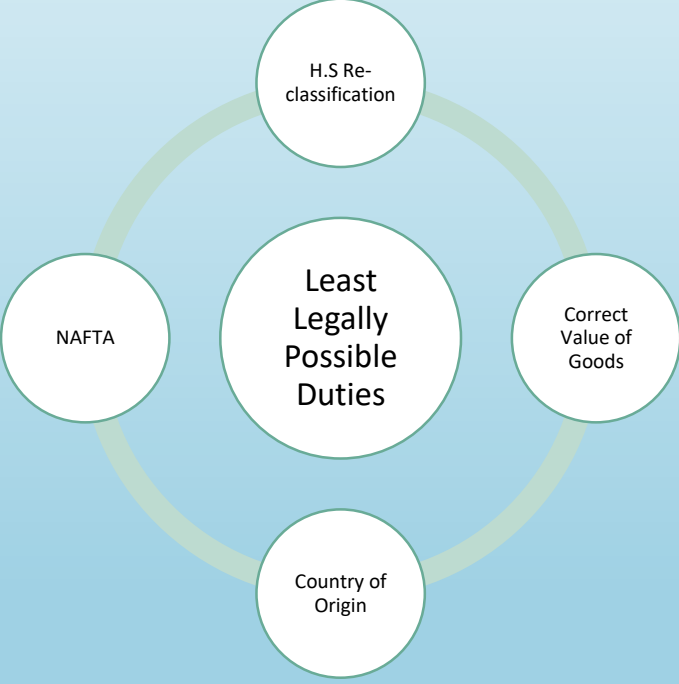 H.S Re-
classification
NAFTA
Least
Legally
Possible
Duties
Correct
Value of
Goods
Country of
Origin